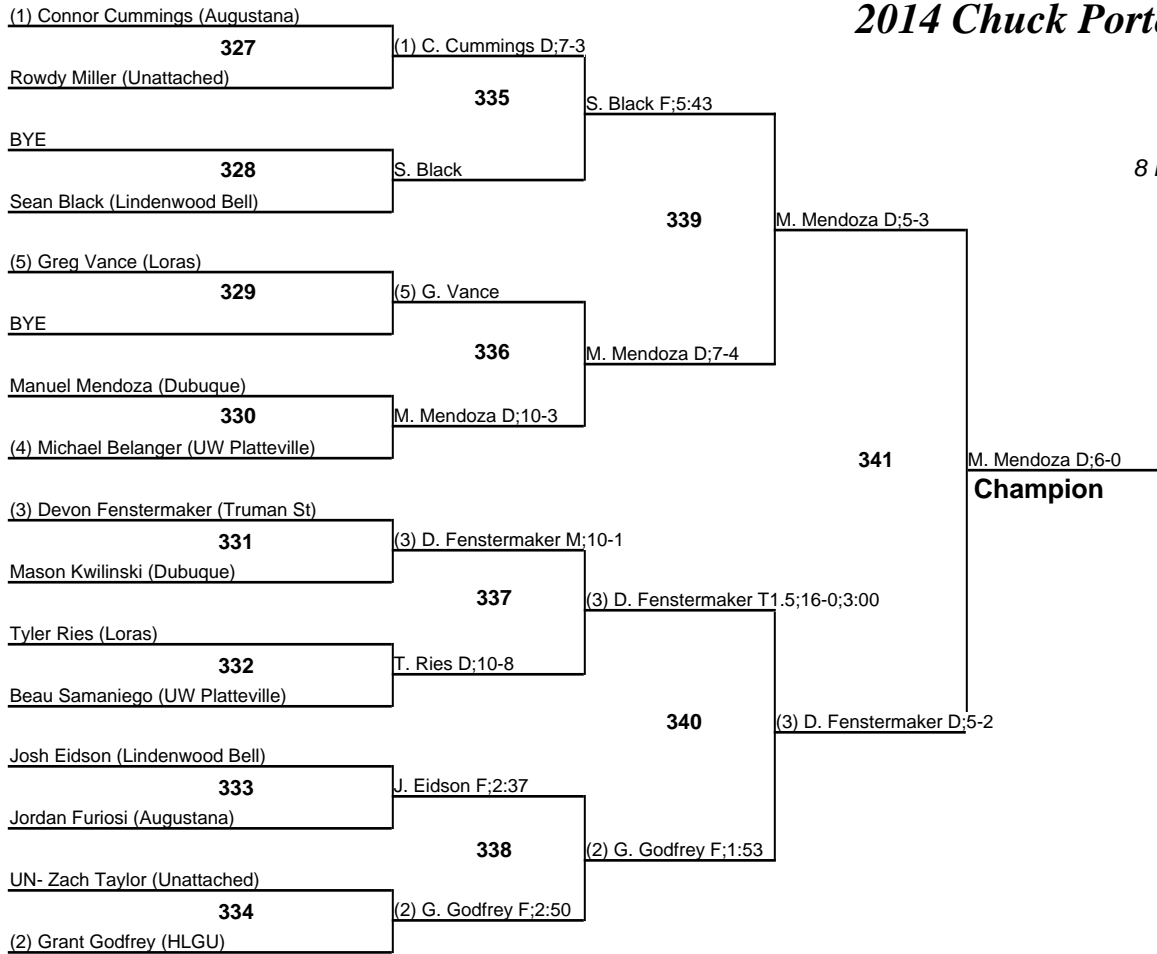 2014 Chuck Porte
8
(1) Connor Cummings (Augustana)
327
Rowdy Miller (Unattached)
(1) C. Cummings D;7-3
335
BYE
328
Sean Black (Lindenwood Bell)
S. Black
S. Black F;5:43
339
(5) Greg Vance (Loras)
329
BYE
(5) G. Vance
336
Manuel Mendoza (Dubuque)
330
(4) Michael Belanger (UW Platteville)
M. Mendoza D;10-3
M. Mendoza D;7-4
M. Mendoza D;5-3
341
M. Mendoza D;6-0
Champion
(3) Devon Fenstermaker (Truman St)
331
Mason Kwilinski (Dubuque)
(3) D. Fenstermaker M;10-1
337
Tyler Ries (Loras)
332
Beau Samaniego (UW Platteville)
T. Ries D;10-8
(3) D. Fenstermaker T1.5;16-0;3:00
340
(3) D. Fenstermaker D;5-2
Josh Eidson (Lindenwood Bell)
333
Jordan Furiosi (Augustana)
J. Eidson F;2:37
338
UN- Zach Taylor (Unattached)
334
(2) Grant Godfrey (HLGU)
(2) G. Godfrey F;2:50
(2) G. Godfrey F;1:53